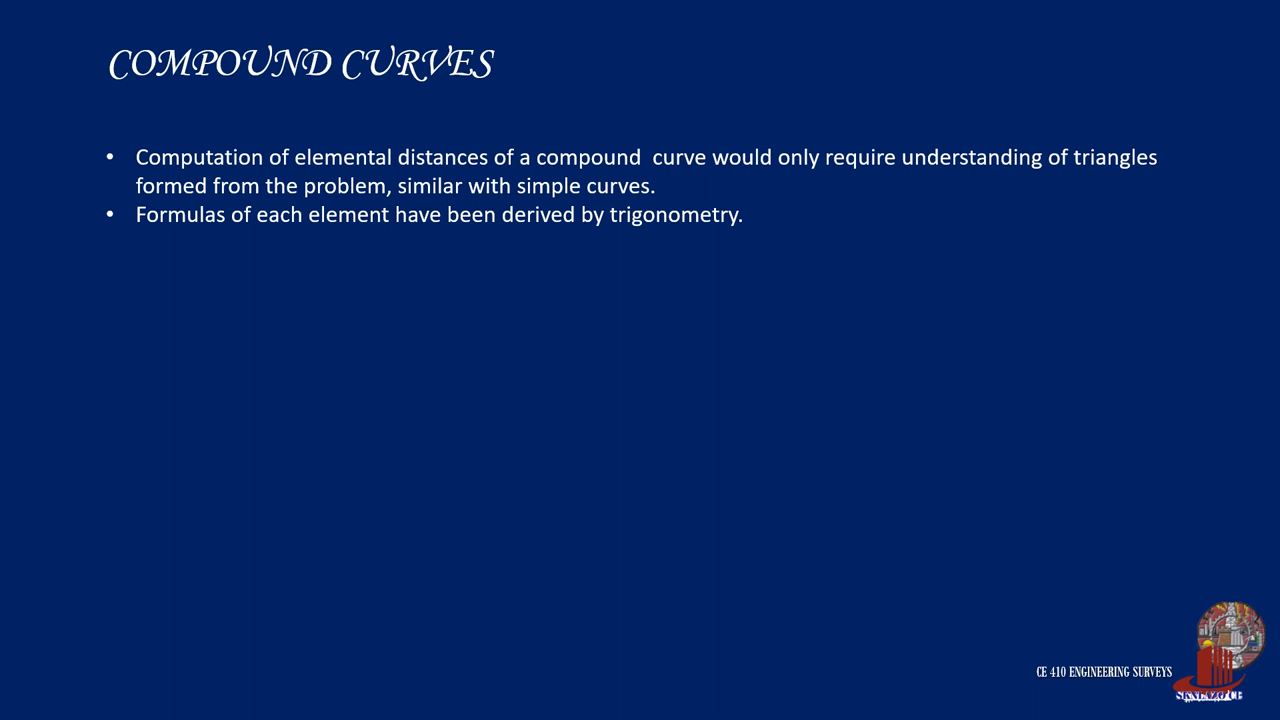 COMPOUND CURVES
• Computation of elemental distances of a compound  curve would only require understanding of triangles
formed from the problem, similar with simple curves.
• Formulas of each element have been derived by trigonometry.
CE 410 ENGINEERING SURVEYS